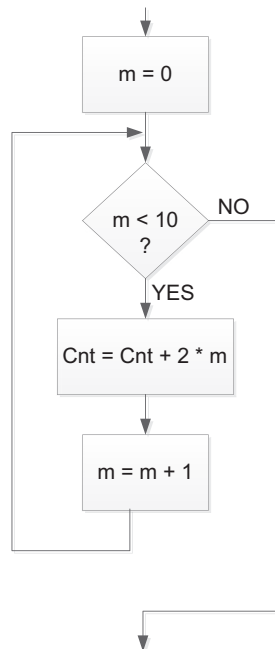 m = 0
m < 10
?
NO
YES
Cnt = Cnt + 2 * m
m = m + 1